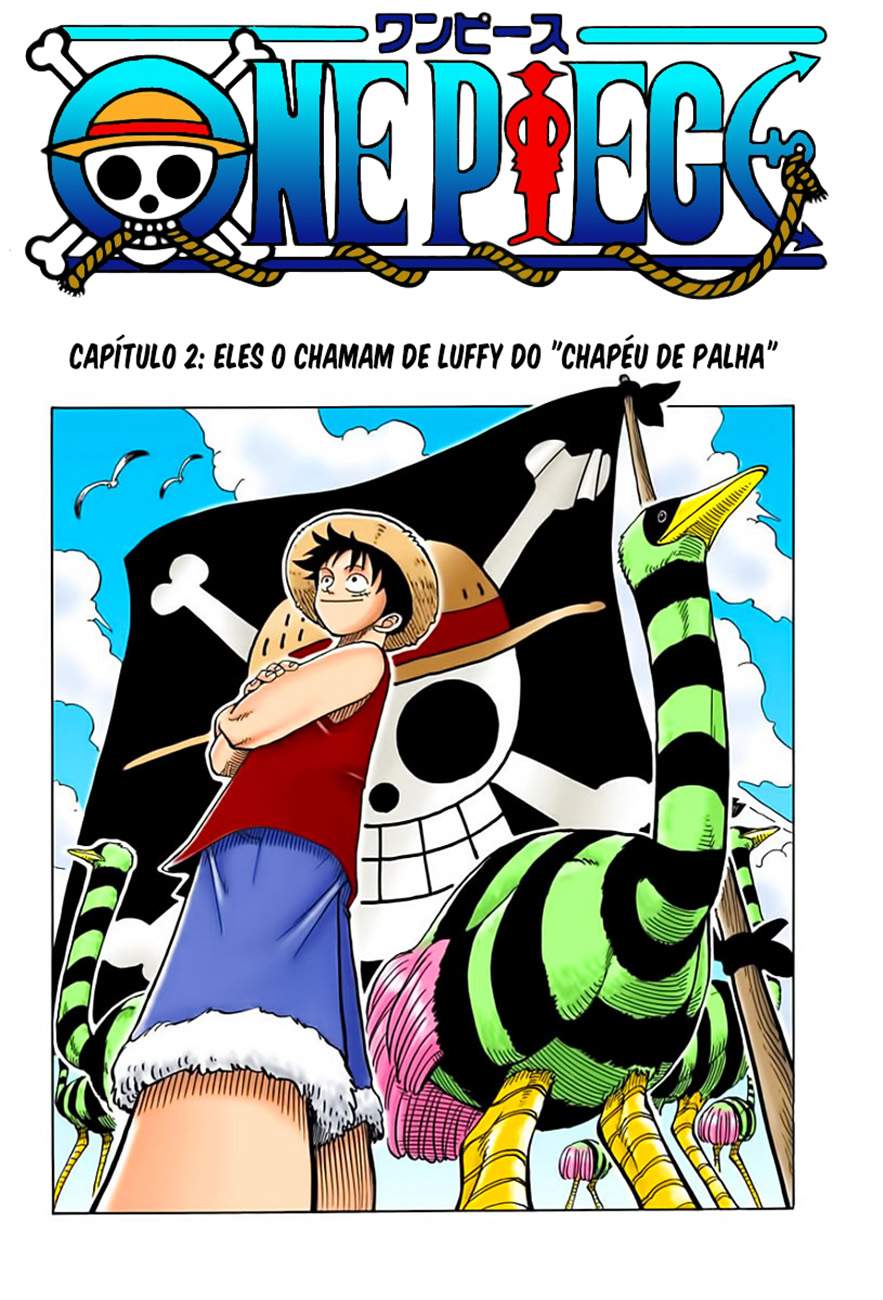 ワンピース
ONE PIECE
CAPÍTULO 2: ELES O CHAMAM DE LUFFY DO "CHAPÉU DE PALHA"